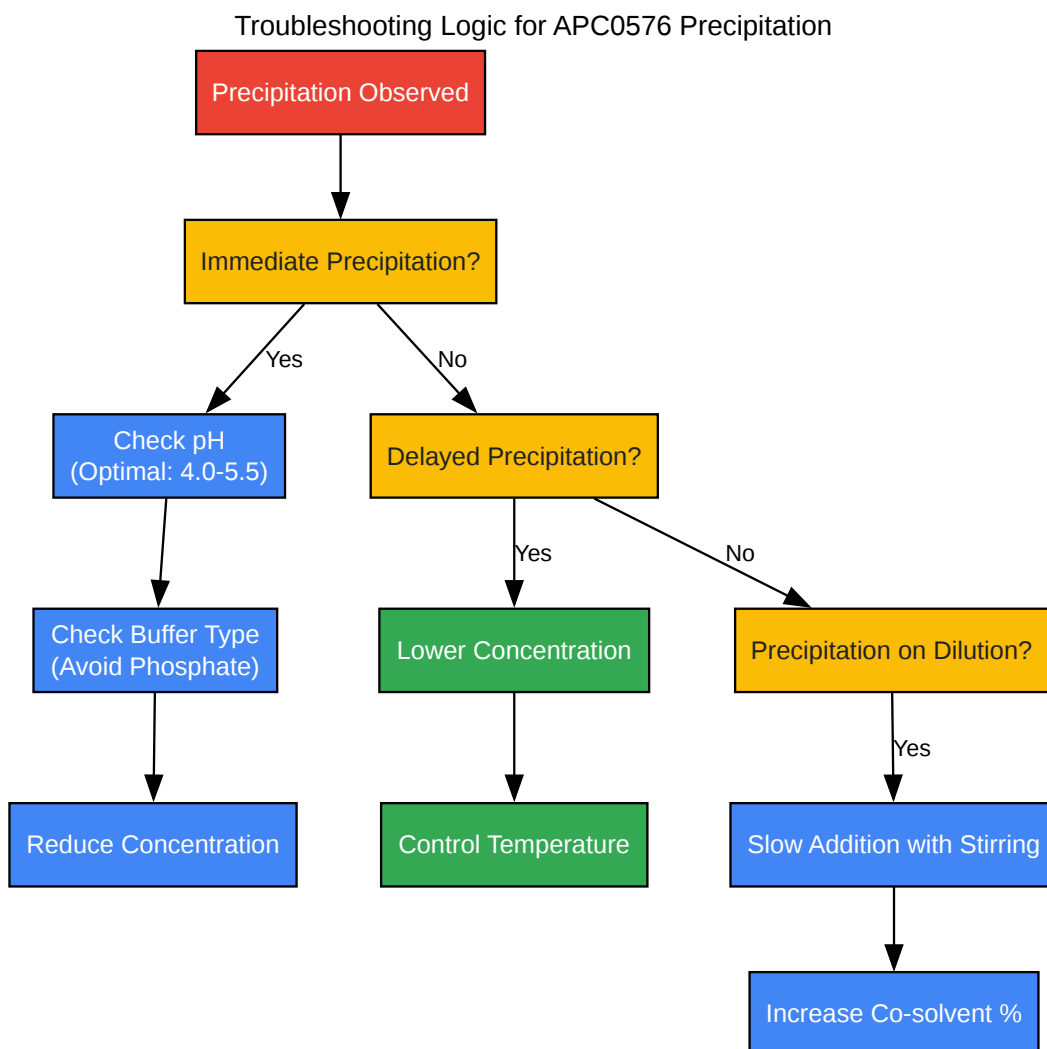 Troubleshooting Logic for APC0576 Precipitation
Precipitation Observed
Immediate Precipitation?
Yes
No
Check pH
(Optimal: 4.0-5.5)
Delayed Precipitation?
Yes
No
Check Buffer Type
(Avoid Phosphate)
Lower Concentration
Precipitation on Dilution?
Yes
Reduce Concentration
Control Temperature
Slow Addition with Stirring
Increase Co-solvent %